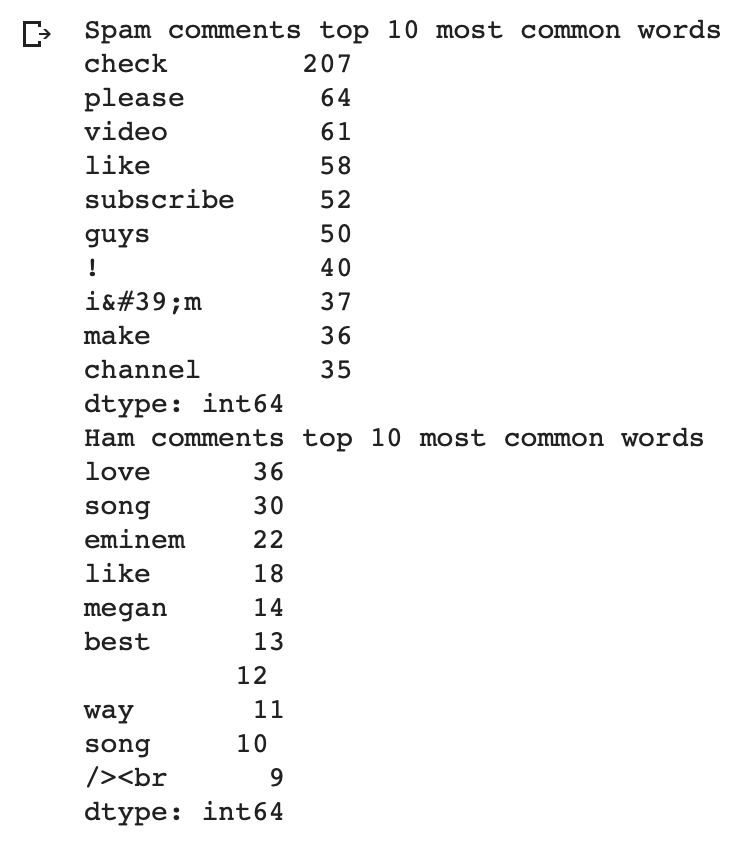 Spam comments top 10 most common words
check 207
please 64
video 61
like 58
subscribe 52
guys 50
! 40
i&#39;m 37
make 36
channel 35
dtype: int64
Ham comments top 10 most common words
love 36
song 30
eminem 22
like 18
megan 14
best 13
12
way 11
song 10
/><br 9
dtype: int64